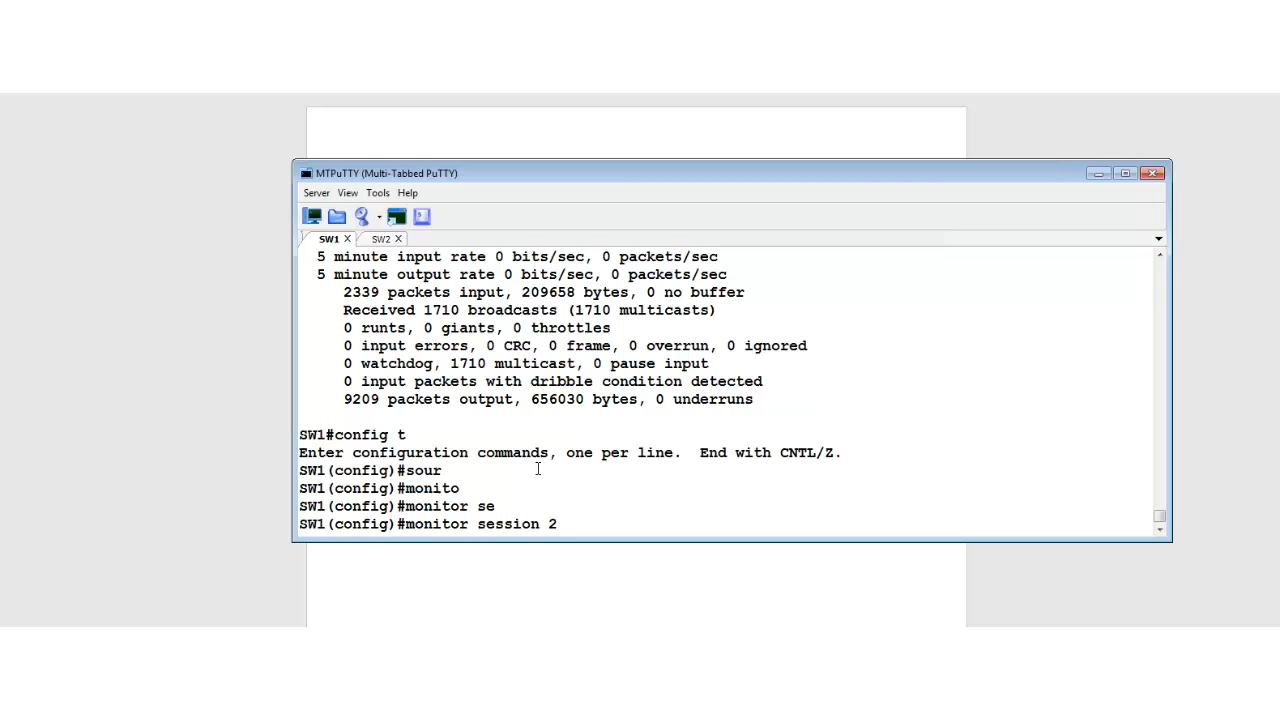 MTPuTTY (Multi-Tabbed PuTTY)
Server View Tools Help
SW1 X SW2 X
5 minute input rate 0 bits/sec, 0 packets/sec
5 minute output rate 0 bits/sec, 0 packets/sec
2339 packets input, 209658 bytes, 0 no buffer
Received 1710 broadcasts (1710 multicasts)
0 runts, 0 giants, 0 throttles
0 input errors, 0 CRC, 0 frame, 0 overrun, 0 ignored
0 watchdog, 1710 multicast, 0 pause input
0 input packets with dribble condition detected
9209 packets output, 656030 bytes, 0 underruns
SW1#config t
Enter configuration commands, one per line. End with CNTL/Z.
SW1(config)#sour
SW1(config)#monito
SW1(config)#monitor se
SW1(config)#monitor session 2